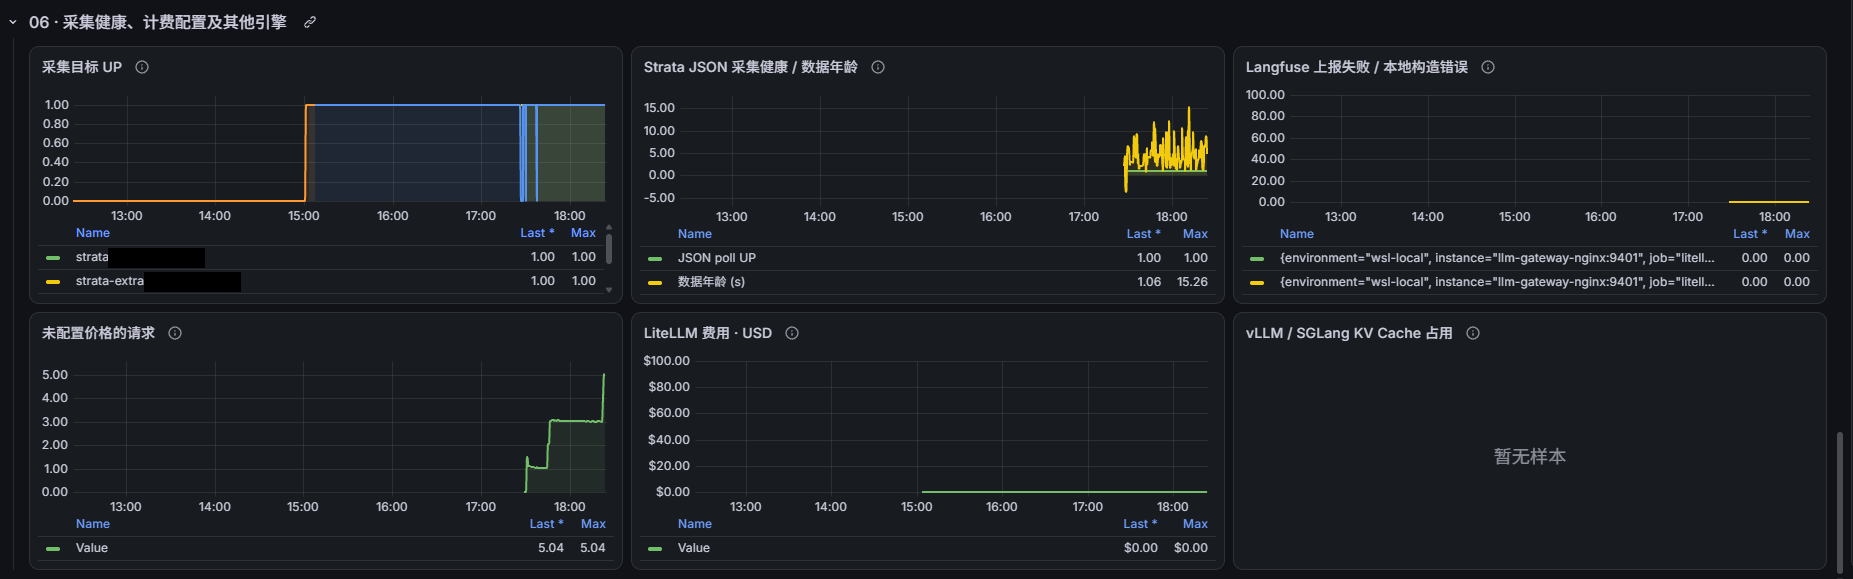 06 · 采集健康、计费配置及其他引擎
采集目标 UP
1.00
0.80
0.60
0.40
0.20
0.00
13:00 14:00 15:00 16:00 17:00 18:00
Name Last * Max
strata 1.00 1.00
strata-extra 1.00 1.00
Strata JSON 采集健康 / 数据年龄
15.00
10.00
5.00
0.00
-5.00
13:00 14:00 15:00 16:00 17:00 18:00
Name Last * Max
JSON poll UP 1.00 1.00
数据年龄 (s) 1.06 15.26
Langfuse 上报失败 / 本地构造错误
100.00
80.00
60.00
40.00
20.00
0.00
13:00 14:00 15:00 16:00 17:00 18:00
Name Last * Max
{environment="wsl-local", instance="llm-gateway-nginx:9401", job="litell... 0.00 0.00
{environment="wsl-local", instance="llm-gateway-nginx:9401", job="litell... 0.00 0.00
未配置价格的请求
5.00
4.00
3.00
2.00
1.00
0.00
13:00 14:00 15:00 16:00 17:00 18:00
Name Last * Max
Value 5.04 5.04
LiteLLM 费用 · USD
$100.00
$80.00
$60.00
$40.00
$20.00
$0.00
13:00 14:00 15:00 16:00 17:00 18:00
Name Last * Max
Value $0.00 $0.00
vLLM / SGLang KV Cache 占用
暂无样本